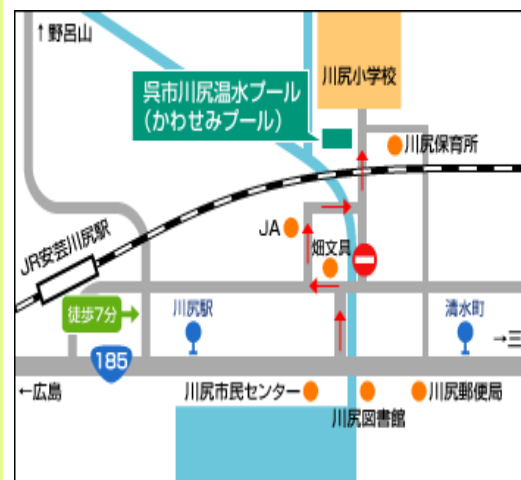 ↑野呂山
川尻小学校
呉市川尻温水プール
(かわせみプール)
川尻保育所
JA
畑文具
JR安芸川尻駅
徒歩7分→
川尻駅
清水町
→三
185
←広島
川尻市民センター
川尻郵便局
川尻図書館